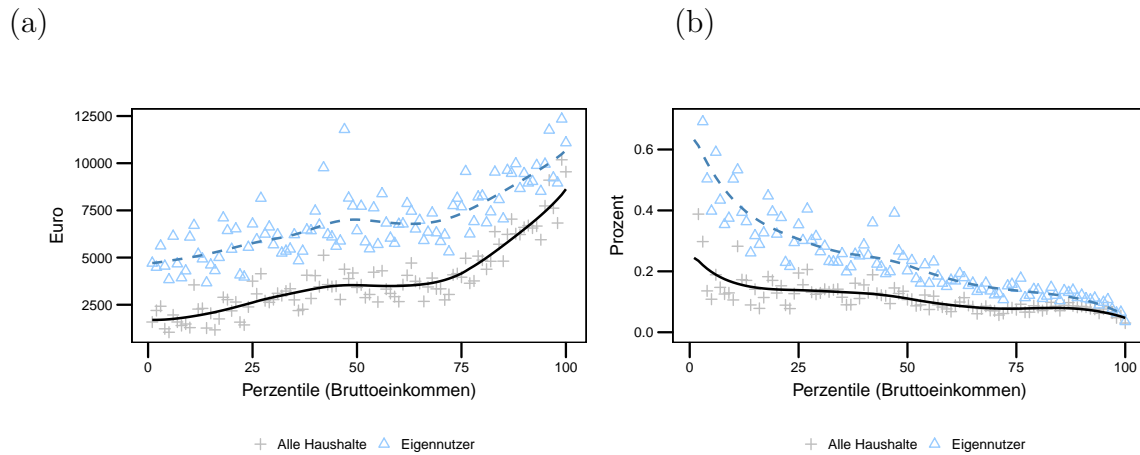 (a)
12500
10000
7500
5000
2500
Euro
0 25 50 75 100
Perzentile (Bruttoeinkommen)
Alle Haushalte Eigennutzer
(b)
0.6
0.4
0.2
0.0
Prozent
0 25 50 75 100
Perzentile (Bruttoeinkommen)
Alle Haushalte Eigennutzer